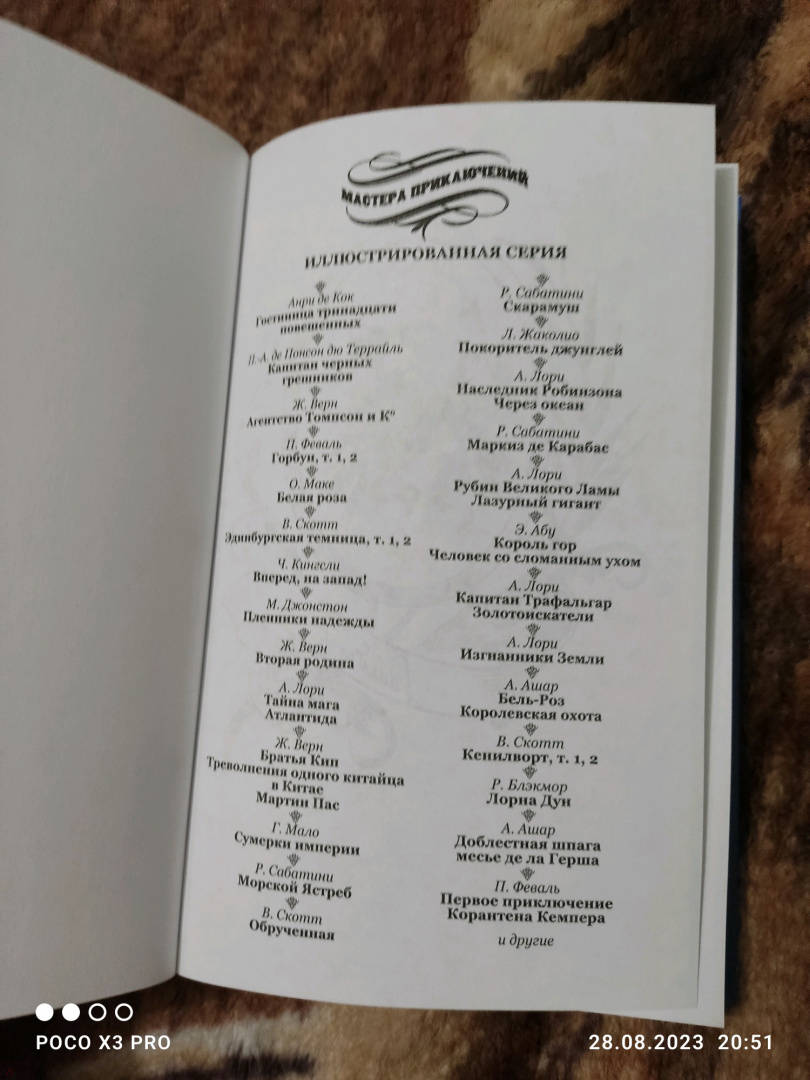 МАСТЕРА ПРИКЛЮЧЕНИЙ
ИЛЛЮСТРИРОВАННАЯ СЕРИЯ
Анри де Кок
Гостиница тринадцати
повешенных
П.-А. де Понсон дю Террайль
Капитан черных
грешников
Ж. Верн
Агентство Томпсон и К°
П. Феваль
Горбун, т. 1, 2
О. Маке
Белая роза
В. Скотт
Эдинбургская темница, т. 1, 2
Ч. Кингсли
Вперед, на запад!
М. Джонстон
Пленники надежды
Ж. Верн
Вторая родина
А. Лори
Тайна мага
Атлантида
Ж. Верн
Братья Кип
Треволнения одного китайца
в Китае
Мартин Пас
Г. Мало
Сумерки империи
Р. Сабатини
Морской Ястреб
В. Скотт
Обрученная
Р. Сабатини
Скарамуш
Л. Жаколио
Покоритель джунглей
А. Лори
Наследник Робинзона
Через океан
Р. Сабатини
Маркиз де Карабас
А. Лори
Рубин Великого Ламы
Лазурный гигант
Э. Абу
Король гор
Человек со сломанным ухом
А. Лори
Капитан Трафальгар
Золотоискатели
А. Лори
Изгнанники Земли
А. Ашар
Бель-Роз
Королевская охота
В. Скотт
Кенилворт, т. 1, 2
Р. Блэкмор
Лорна Дун
А. Ашар
Доблестная шпага
месье де ла Герша
П. Феваль
Первое приключение
Корантена Кемпера
и другие
POCO X3 PRO
28.08.2023 20:51